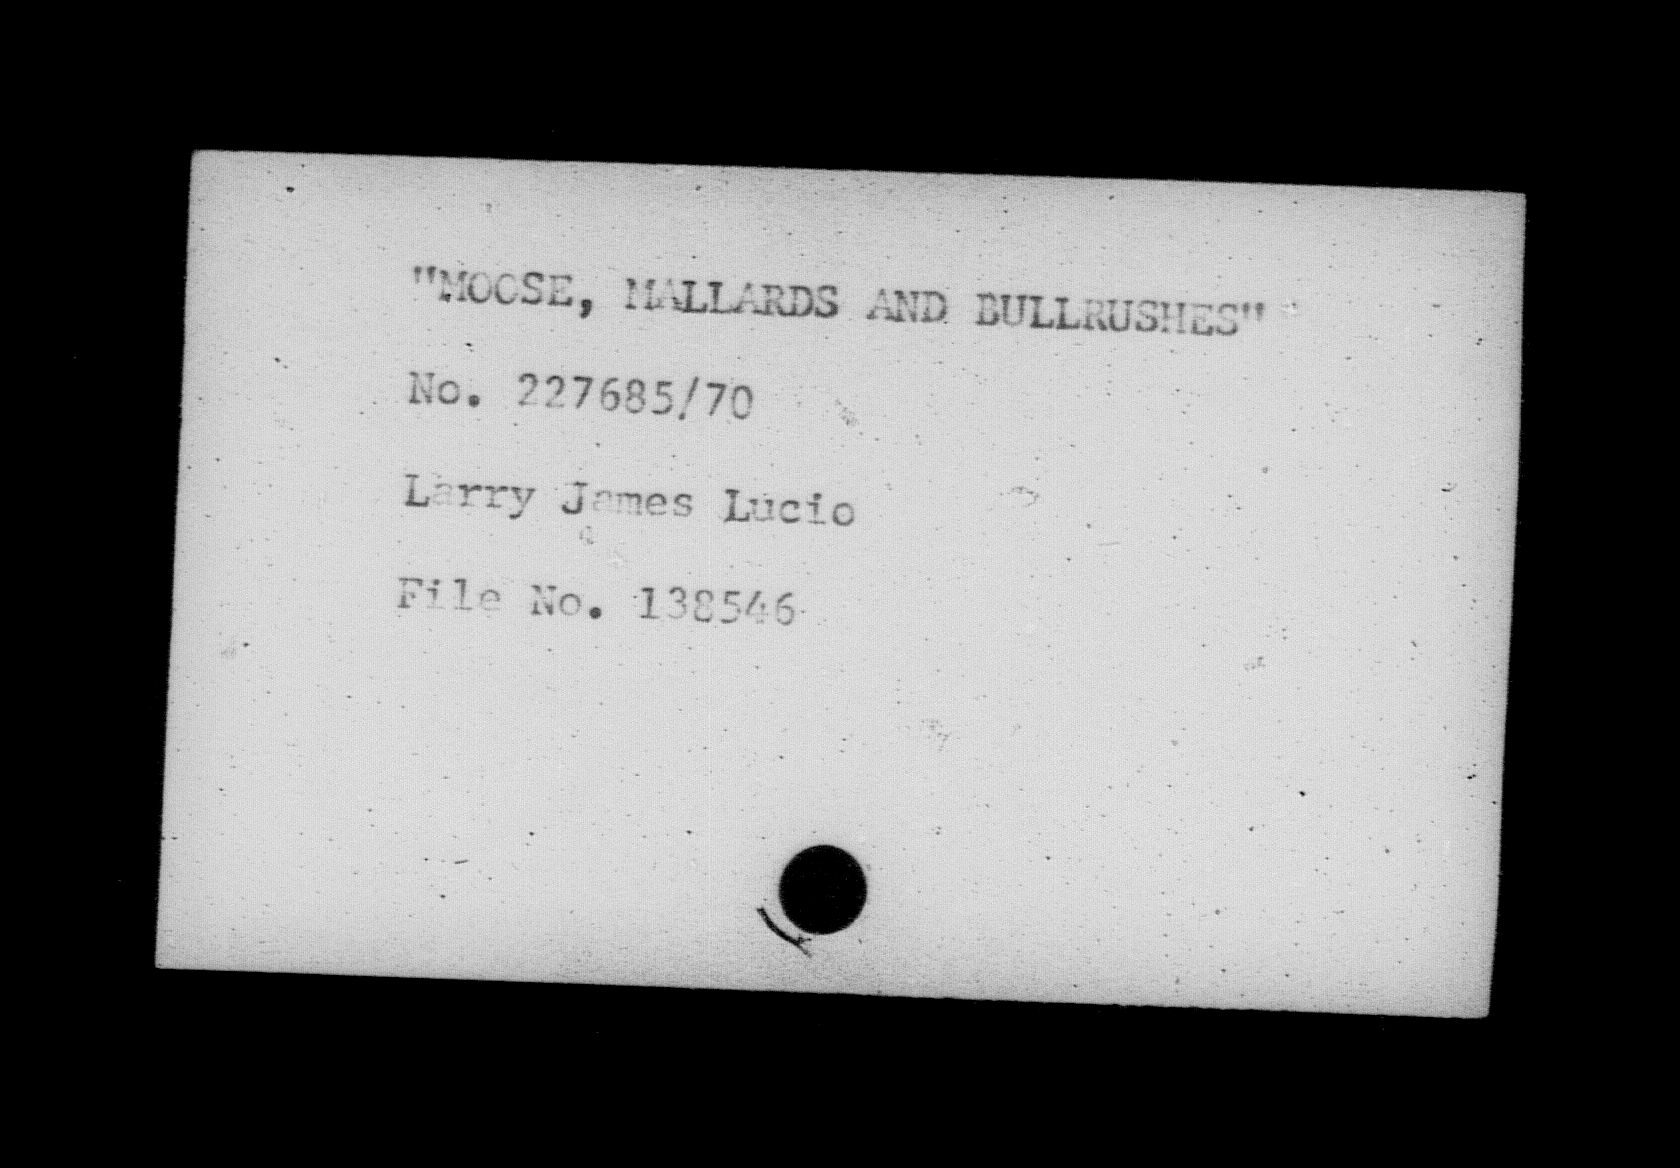 "MOOSE, MALLARDS AND BULLRUSHES"
No. 227685/70
Larry James Lucio
File No. 138546